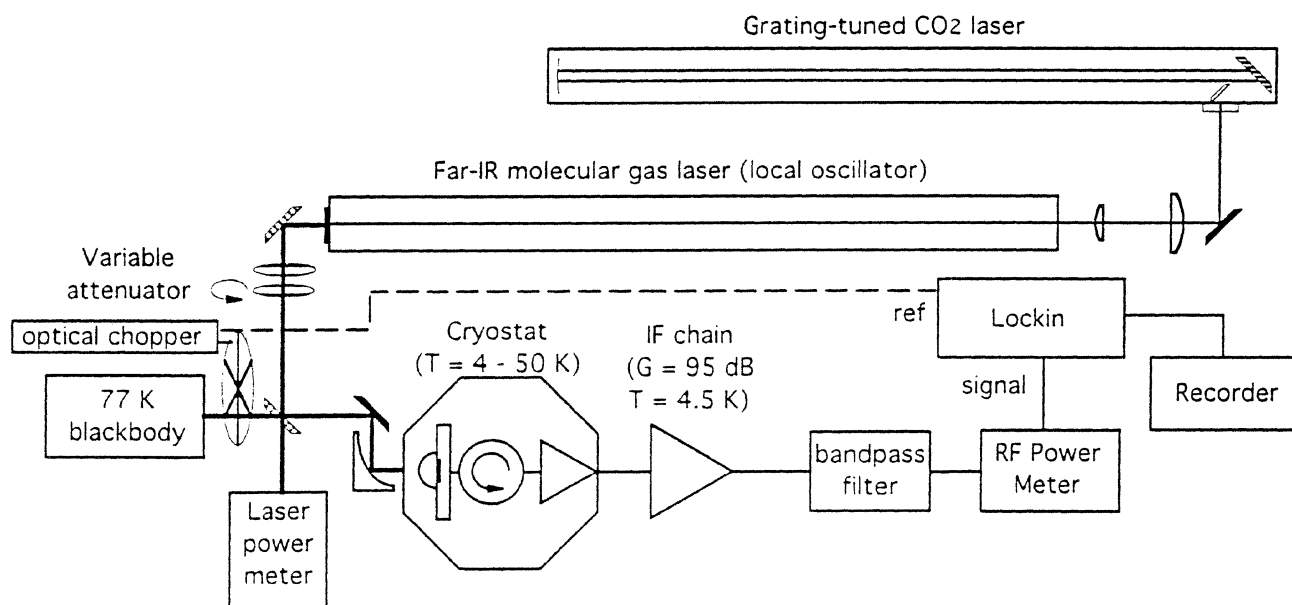 Grating-tuned CO2 laser
Far-IR molecular gas laser (local oscillator)
Variable
attenuator
optical chopper
77 K
blackbody
Laser
power
meter
Cryostat
(T = 4 - 50 K)
IF chain
(G = 95 dB
T = 4.5 K)
ref
Lockin
signal
Recorder
bandpass
filter
RF Power
Meter